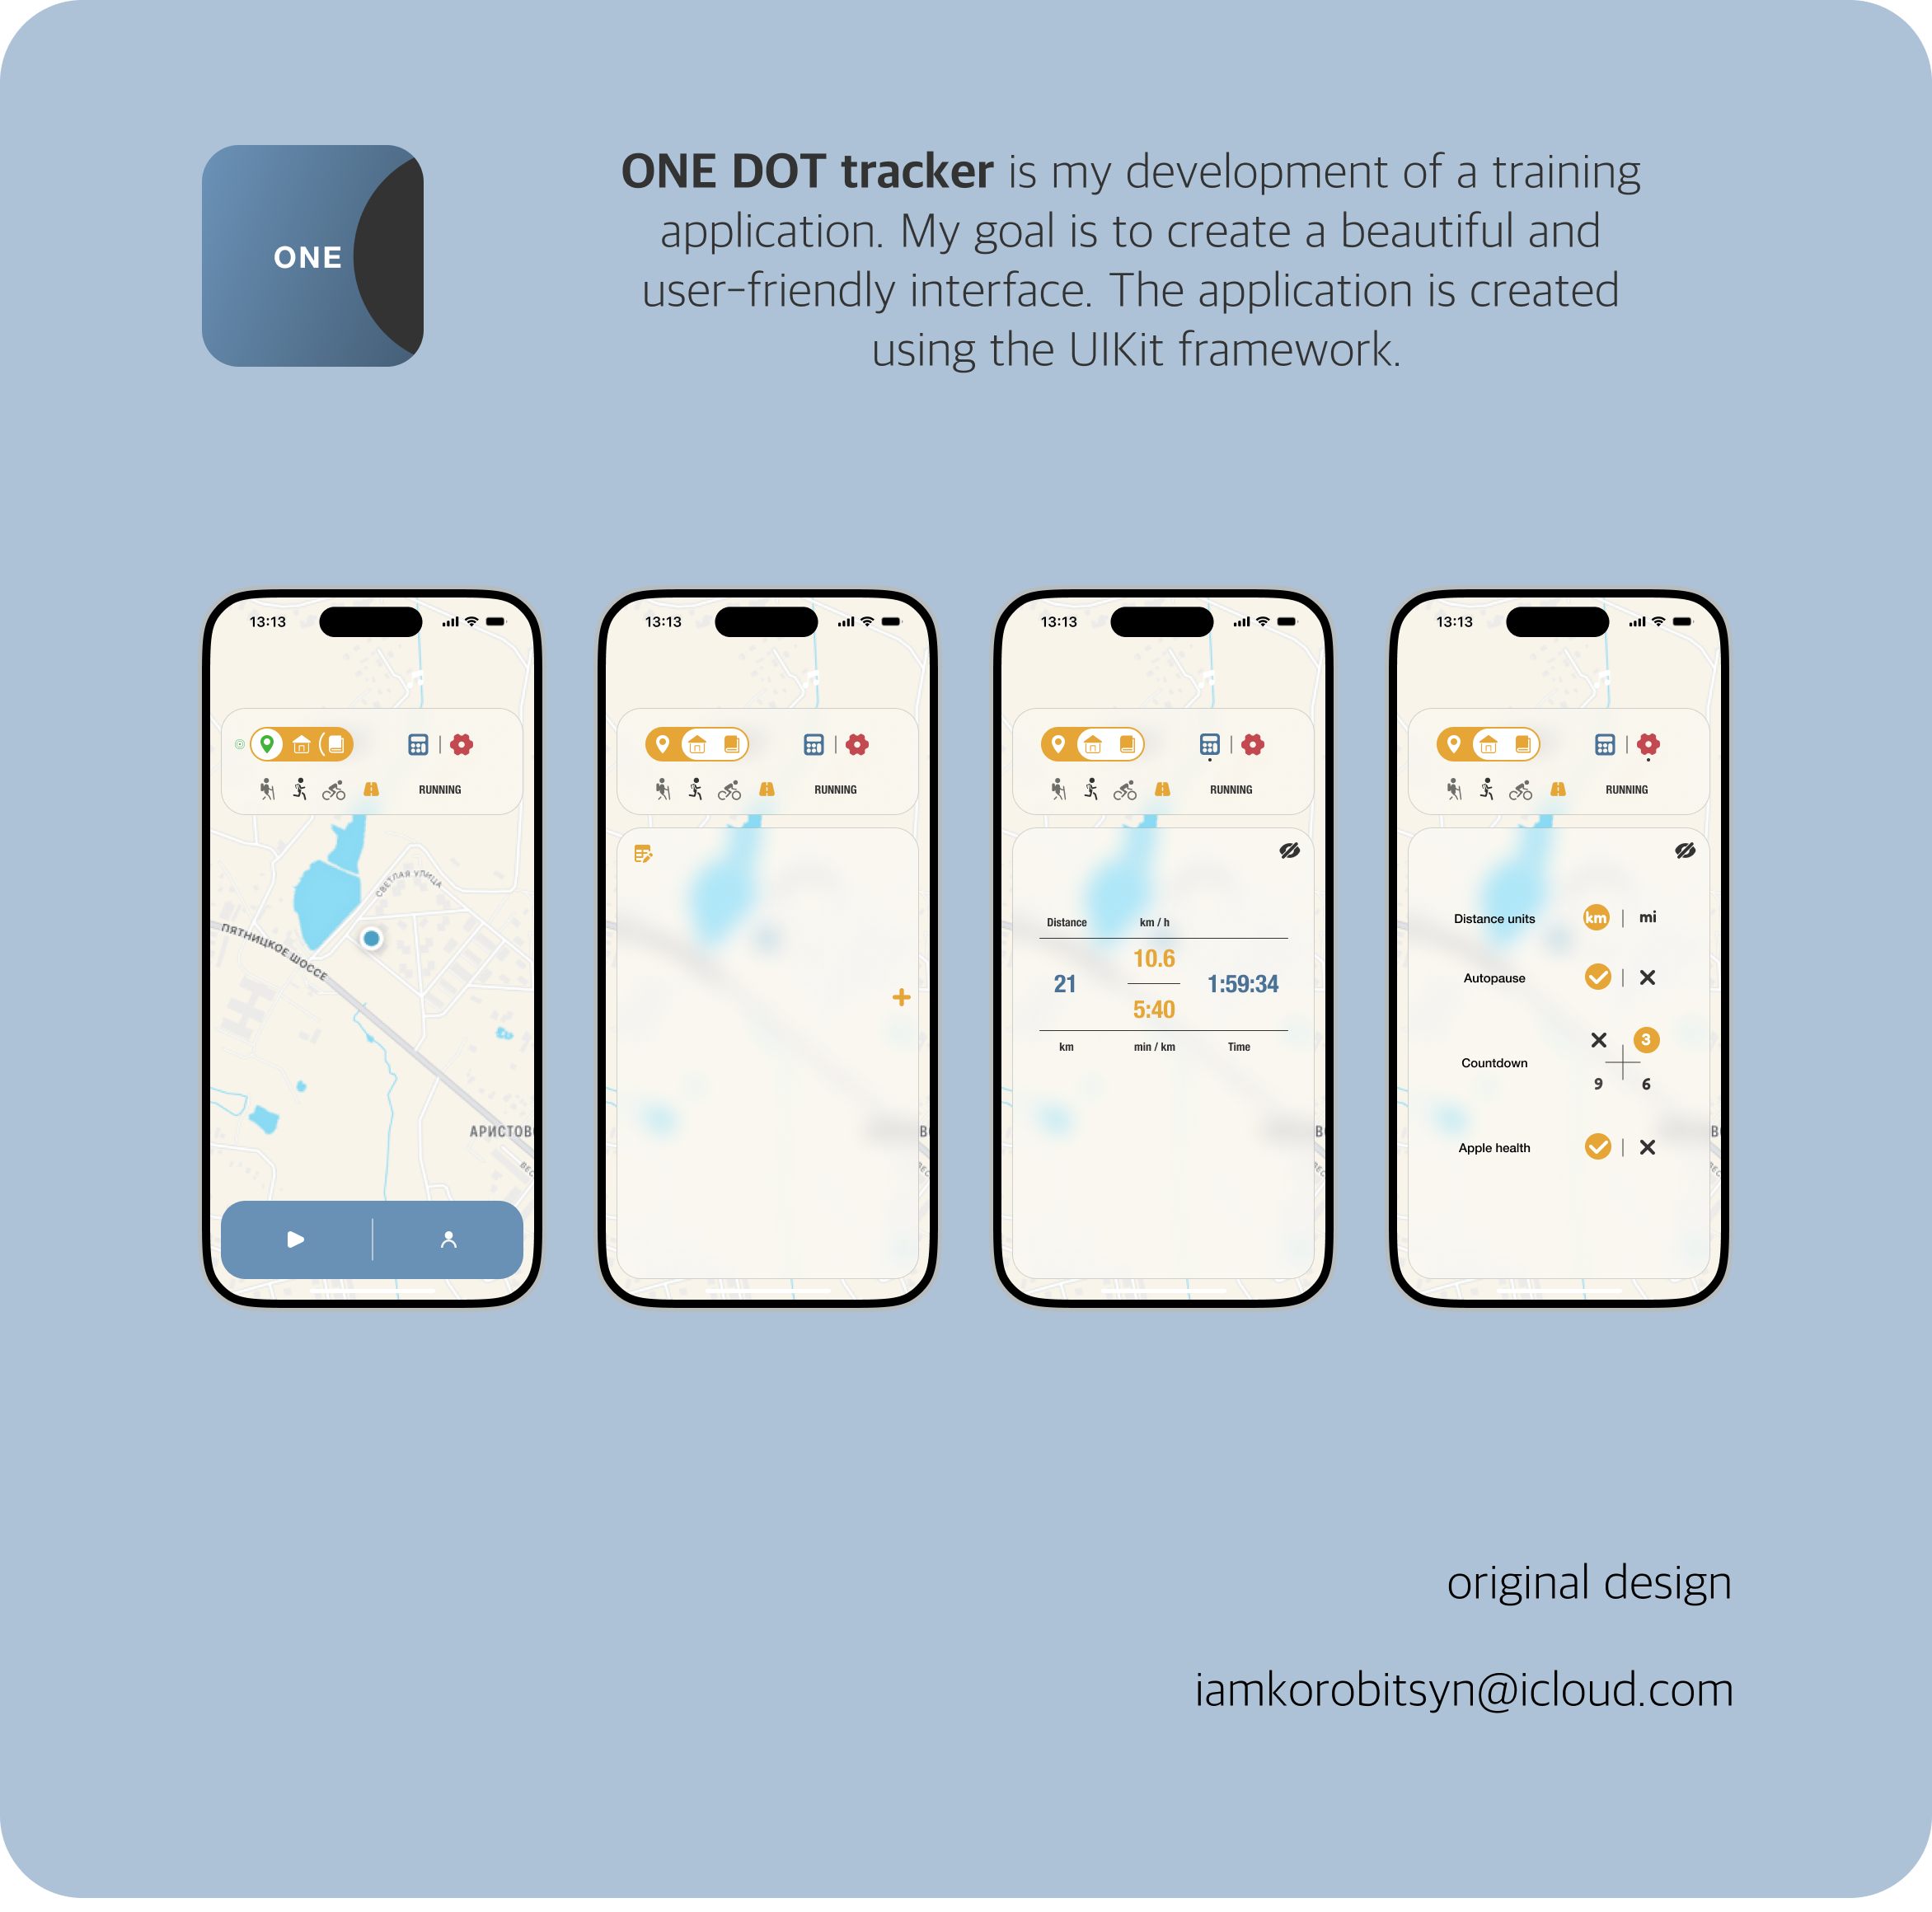 ONE
ONE DOT tracker is my development of a training
application. My goal is to create a beautiful and
user-friendly interface. The application is created
using the UIKit framework.
13:13
RUNNING
СВЕТЛАЯ УЛИЦА
ПЯТНИЦКОЕ ШОССЕ
АРИСТОВ
ВЕС
13:13
RUNNING
13:13
RUNNING
Distance
km / h
10.6
21
1:59:34
5:40
km
min / km
Time
13:13
RUNNING
Distance units
km
mi
Autopause
Countdown
3
9
6
Apple health
original design
iamkorobitsyn@icloud.com